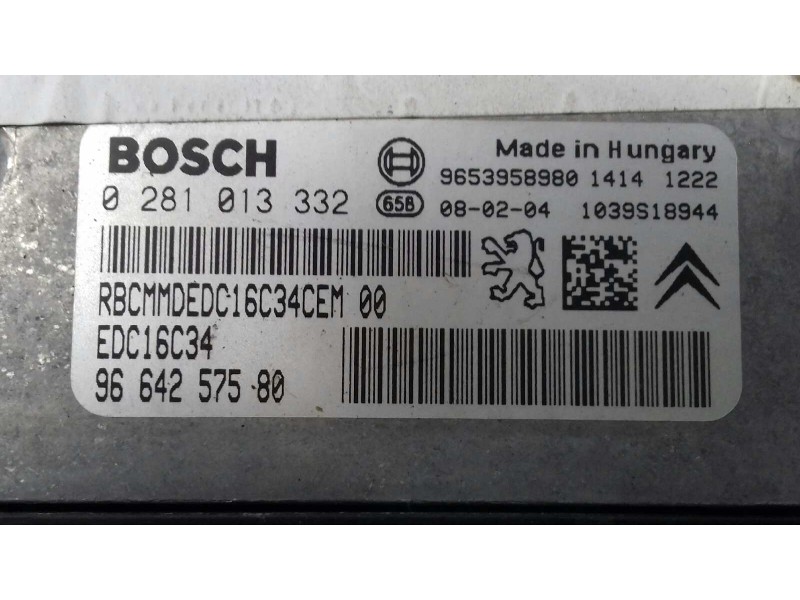 BOSCH
Made in Hungary
9653958980 1414 1222
0 281 013 332
65B
08-02-04 1039S18944
RBCMMDEDC16C34CEM 00
EDC16C34
96 642 575 80